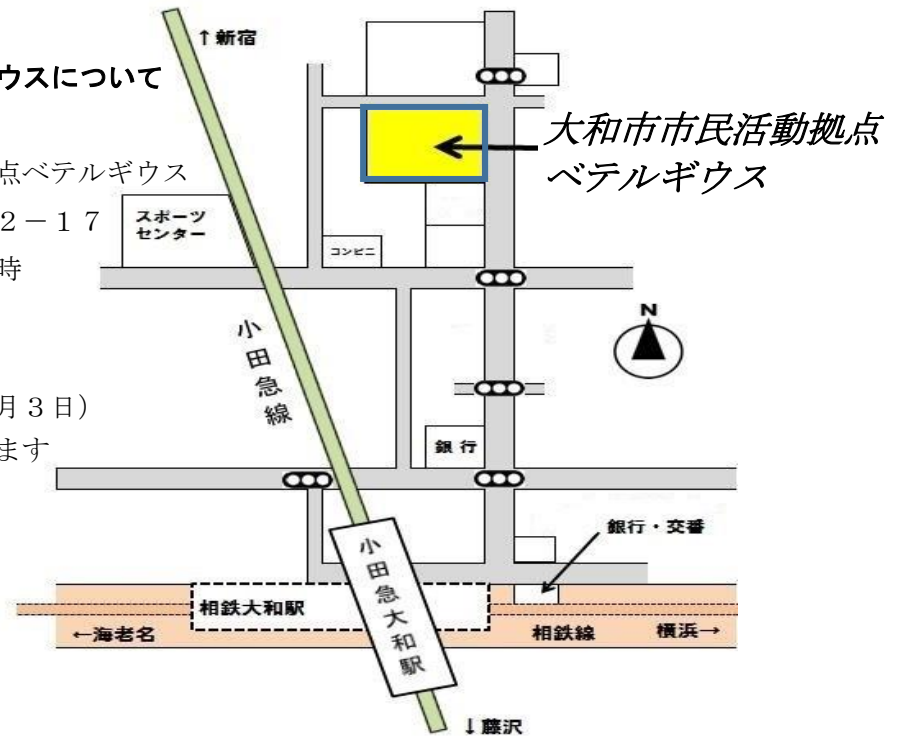 ↑新宿
ウスについて
大和市市民活動拠点
ベテルギウス
点ベテルギウス
２－１７
スポーツ
センター
時
コンビニ
N
小田急線
月３日）
ます
銀行
銀行・交番
小田急大和駅
相鉄大和駅
←海老名
相鉄線
横浜→
↓藤沢